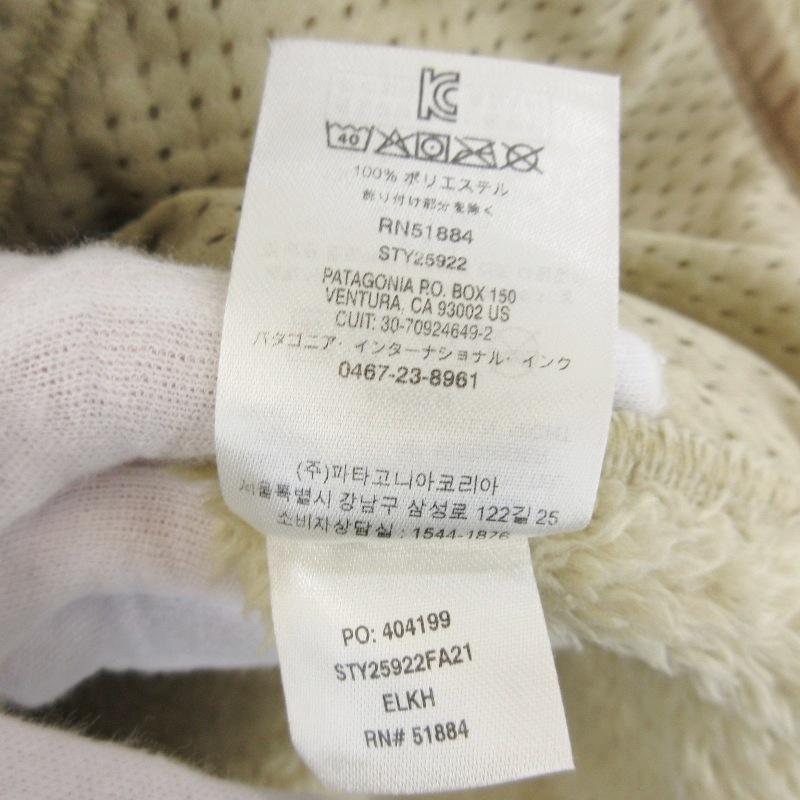 KC
40
100% ポリエステル
飾り付け部分を除く
RN51884
STY25922
PATAGONIA P.O. BOX 150
VENTURA, CA 93002 US
CUIT: 30-70924649-2
パタゴニア・インターナショナル・インク
0467-23-8961
(주)파타고니아코리아
서울특별시 강남구 삼성로 122길 25
소비자상담실 : 1544-1876
PO: 404199
STY25922FA21
ELKH
RN# 51884